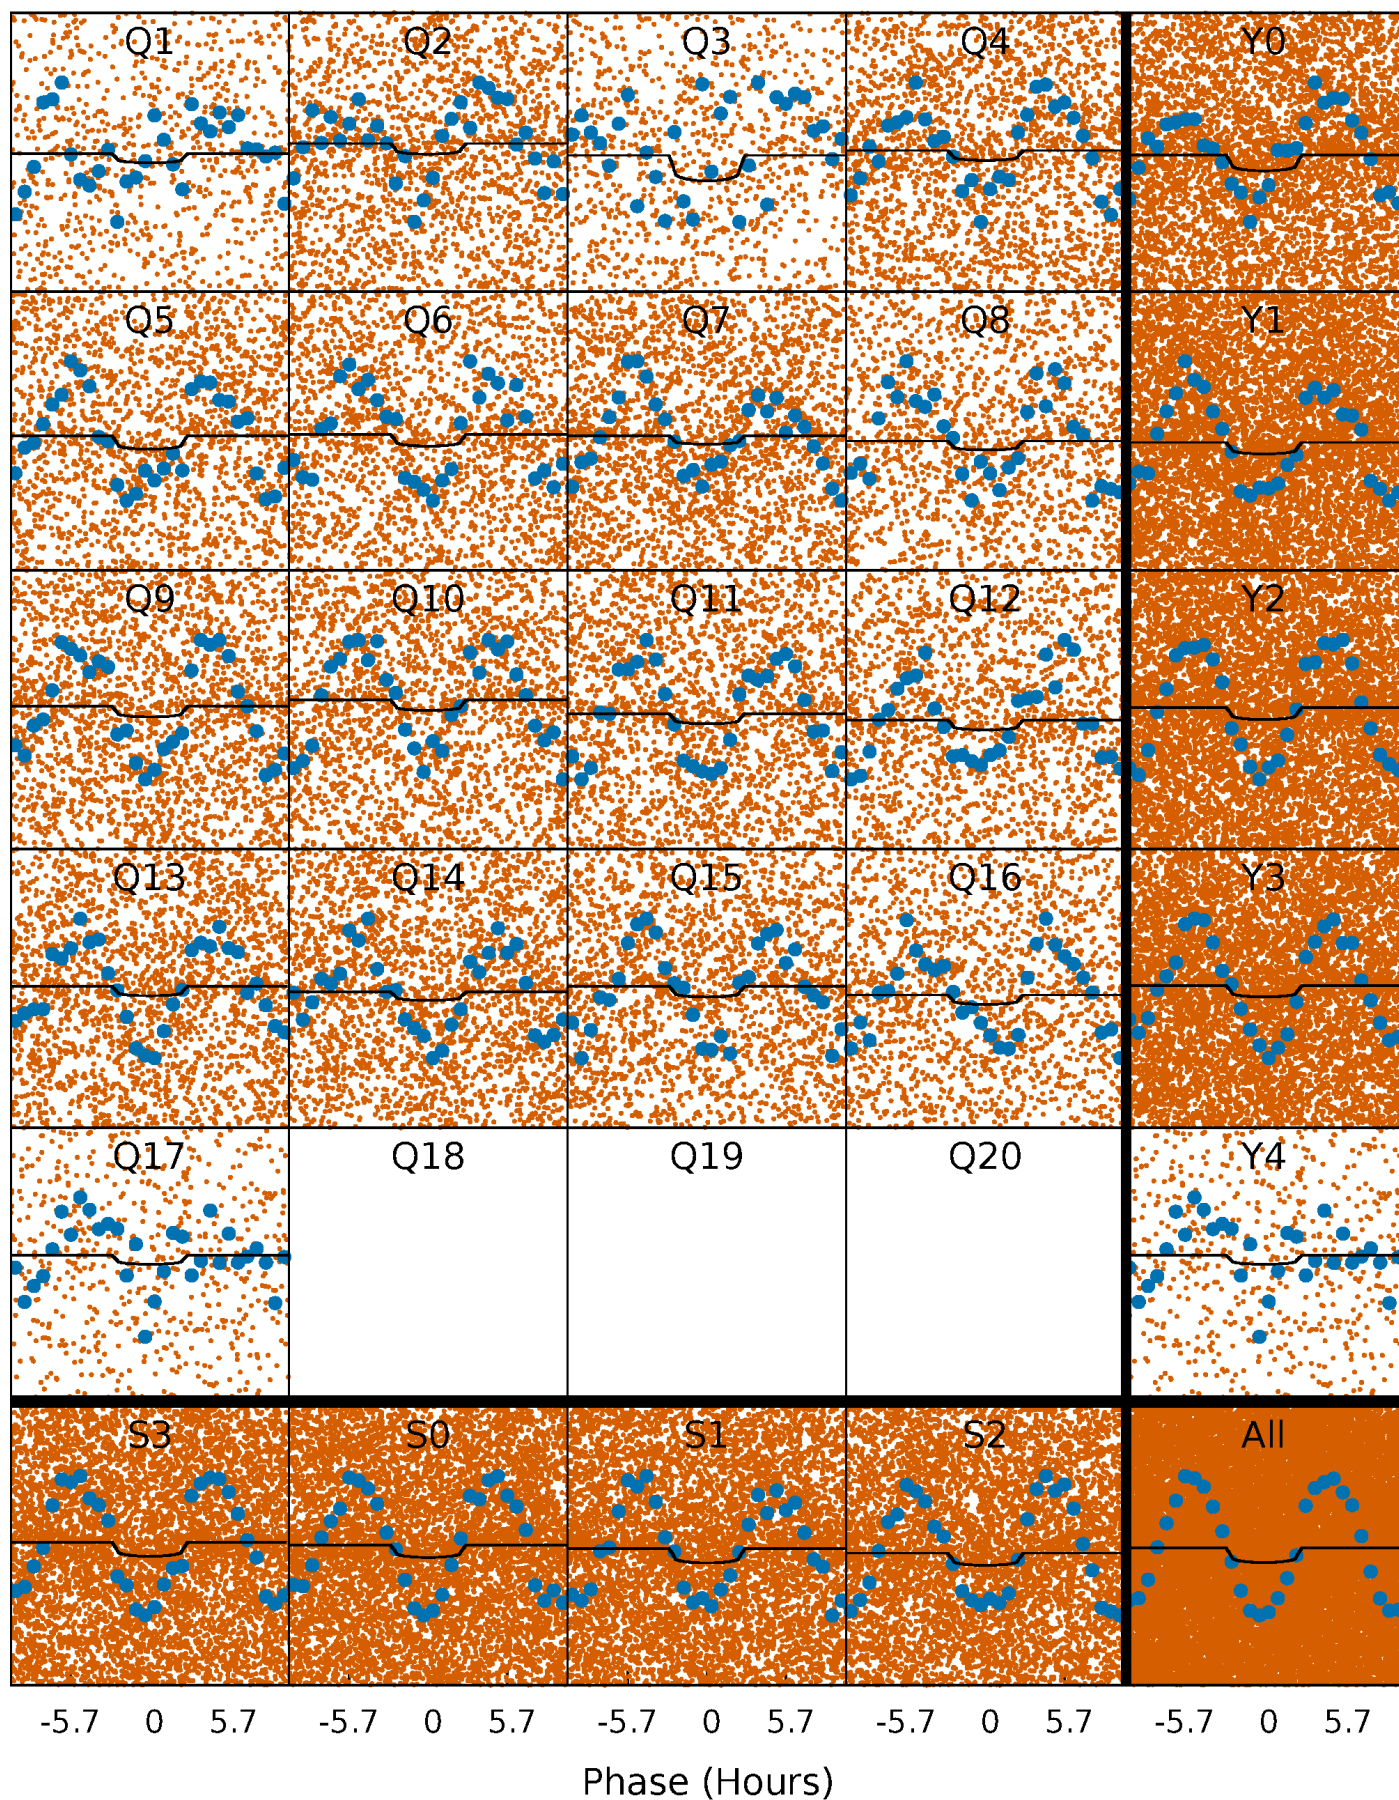 Q1 Q2 Q3 Q4 Y0
Q5 Q6 Q7 Q8 Y1
Q9 Q10 Q11 Q12 Y2
Q13 Q14 Q15 Q16 Y3
Q17 Q18 Q19 Q20 Y4
S3 S0 S1 S2 All
-5.7 0 5.7 -5.7 0 5.7 -5.7 0 5.7 -5.7 0 5.7 -5.7 0 5.7
Phase (Hours)